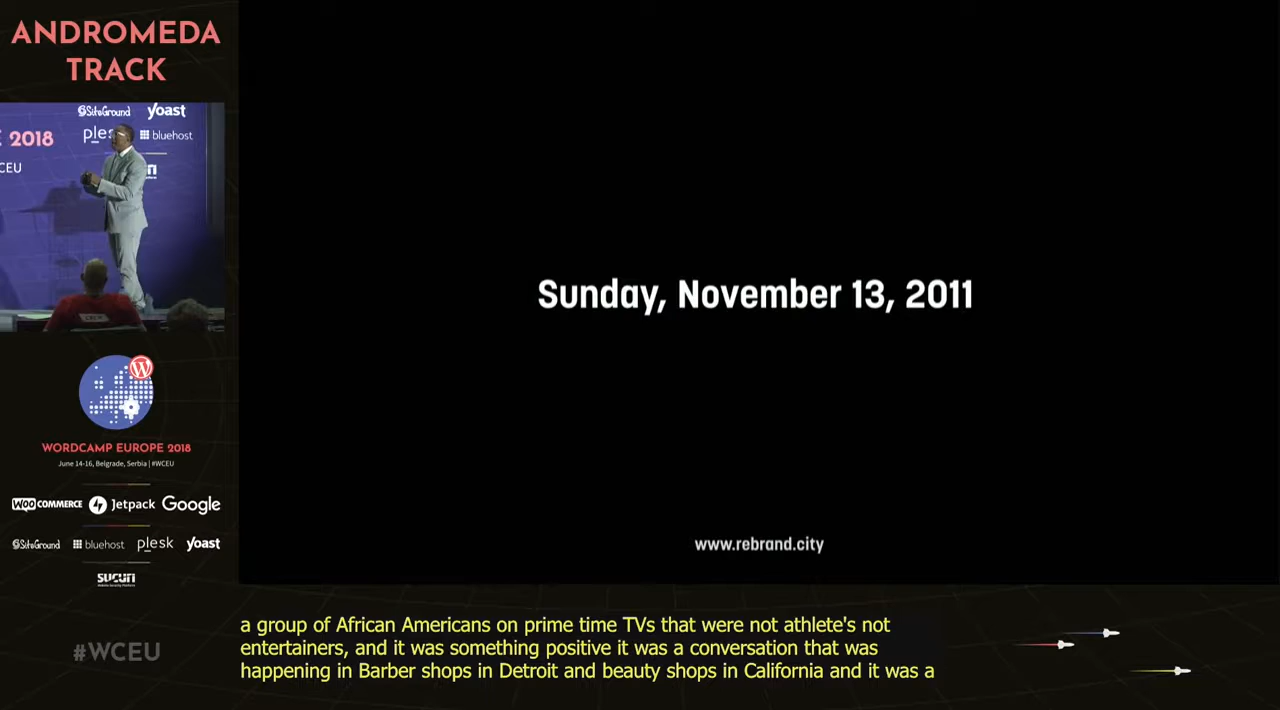 ANDROMEDA
TRACK
SiteGround yoast
E 2018 bluehost
CEU
Sunday, November 13, 2011
www.rebrand.city
WORDCAMP EUROPE 2018
June 14-16, Belgrade, Serbia | #WCEU
WOO COMMERCE Jetpack Google
SiteGround bluehost plesk yoast
SUCURI
#WCEU
a group of African Americans on prime time TVs that were not athlete's not
entertainers, and it was something positive it was a conversation that was
happening in Barber shops in Detroit and beauty shops in California and it was a